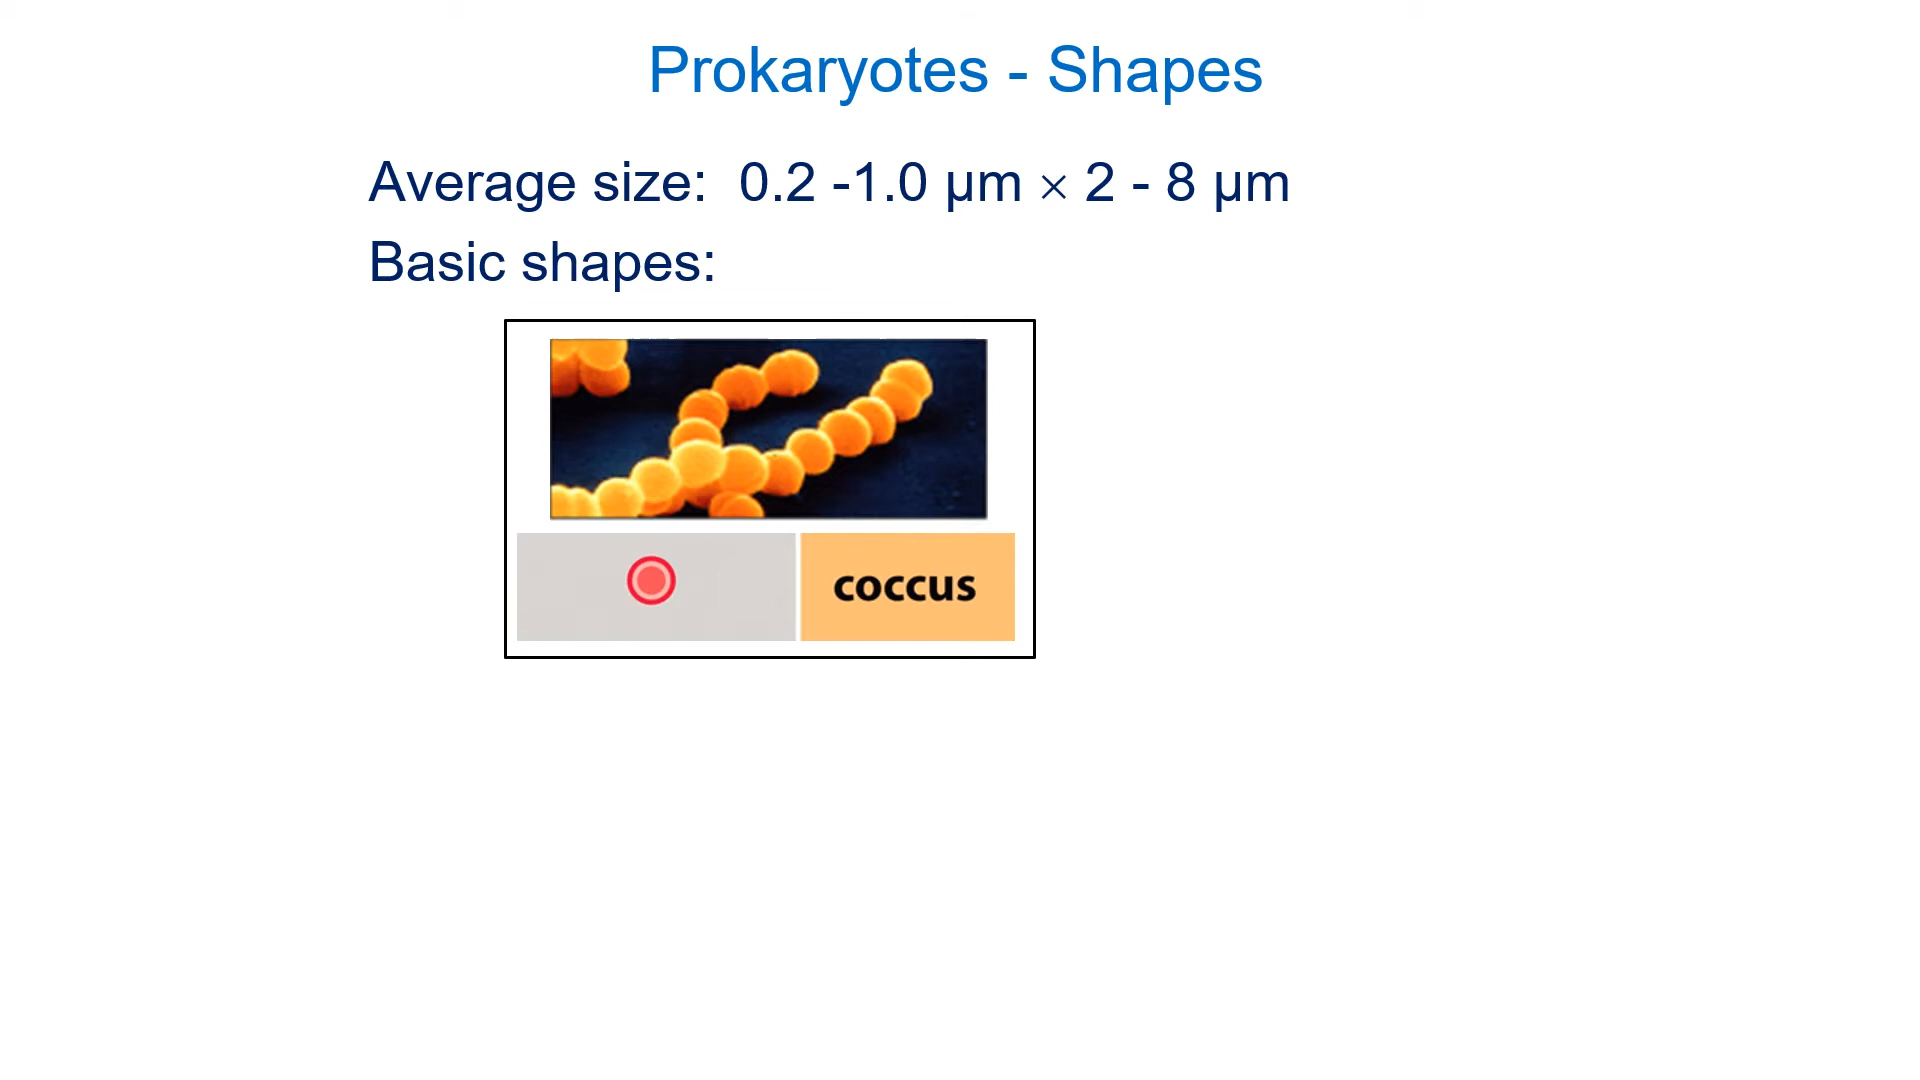 Prokaryotes - Shapes
Average size: 0.2 -1.0 µm × 2 - 8 µm
Basic shapes:
coccus